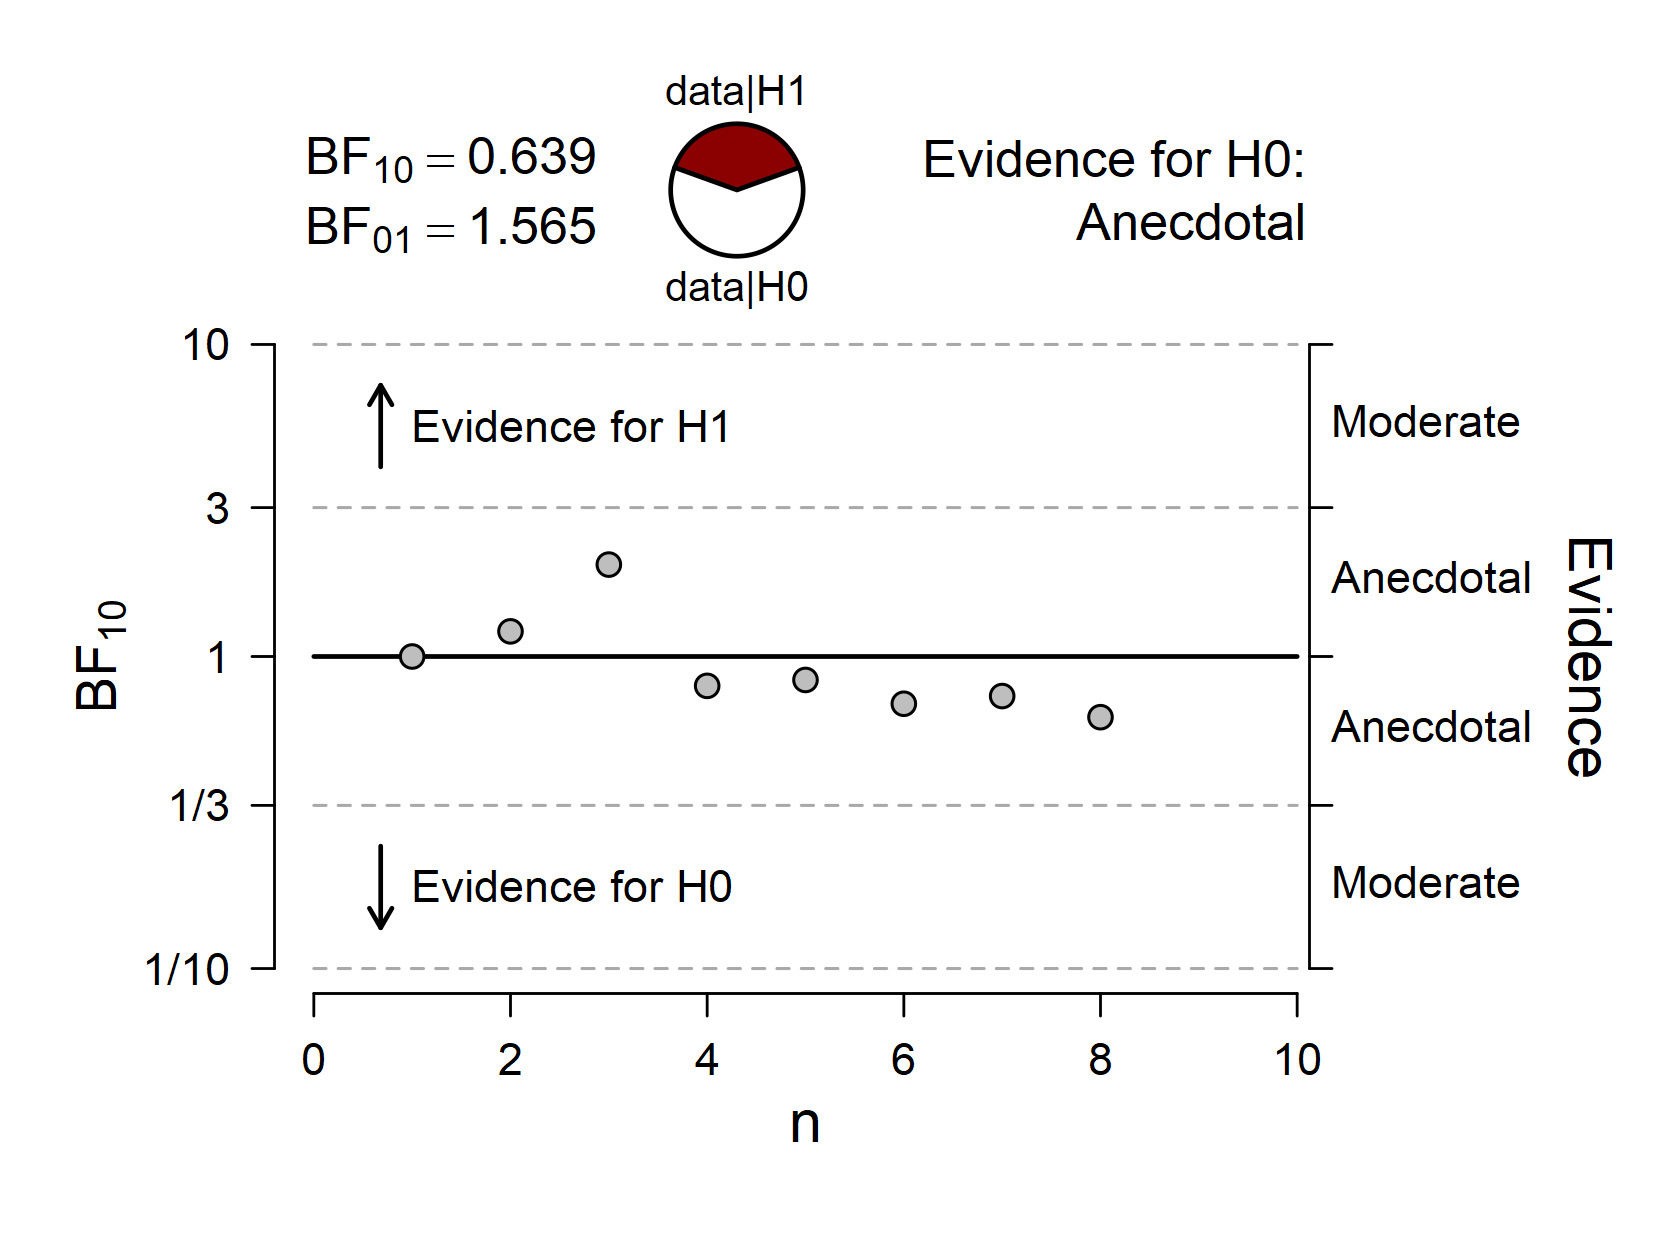 data|H1
BF10 = 0.639
BF01 = 1.565
data|H0
Evidence for H0:
Anecdotal
10
3
1
1/3
1/10
BF10
Evidence for H1
Evidence for H0
Moderate
Anecdotal
Anecdotal
Moderate
Evidence
0 2 4 6 8 10
n